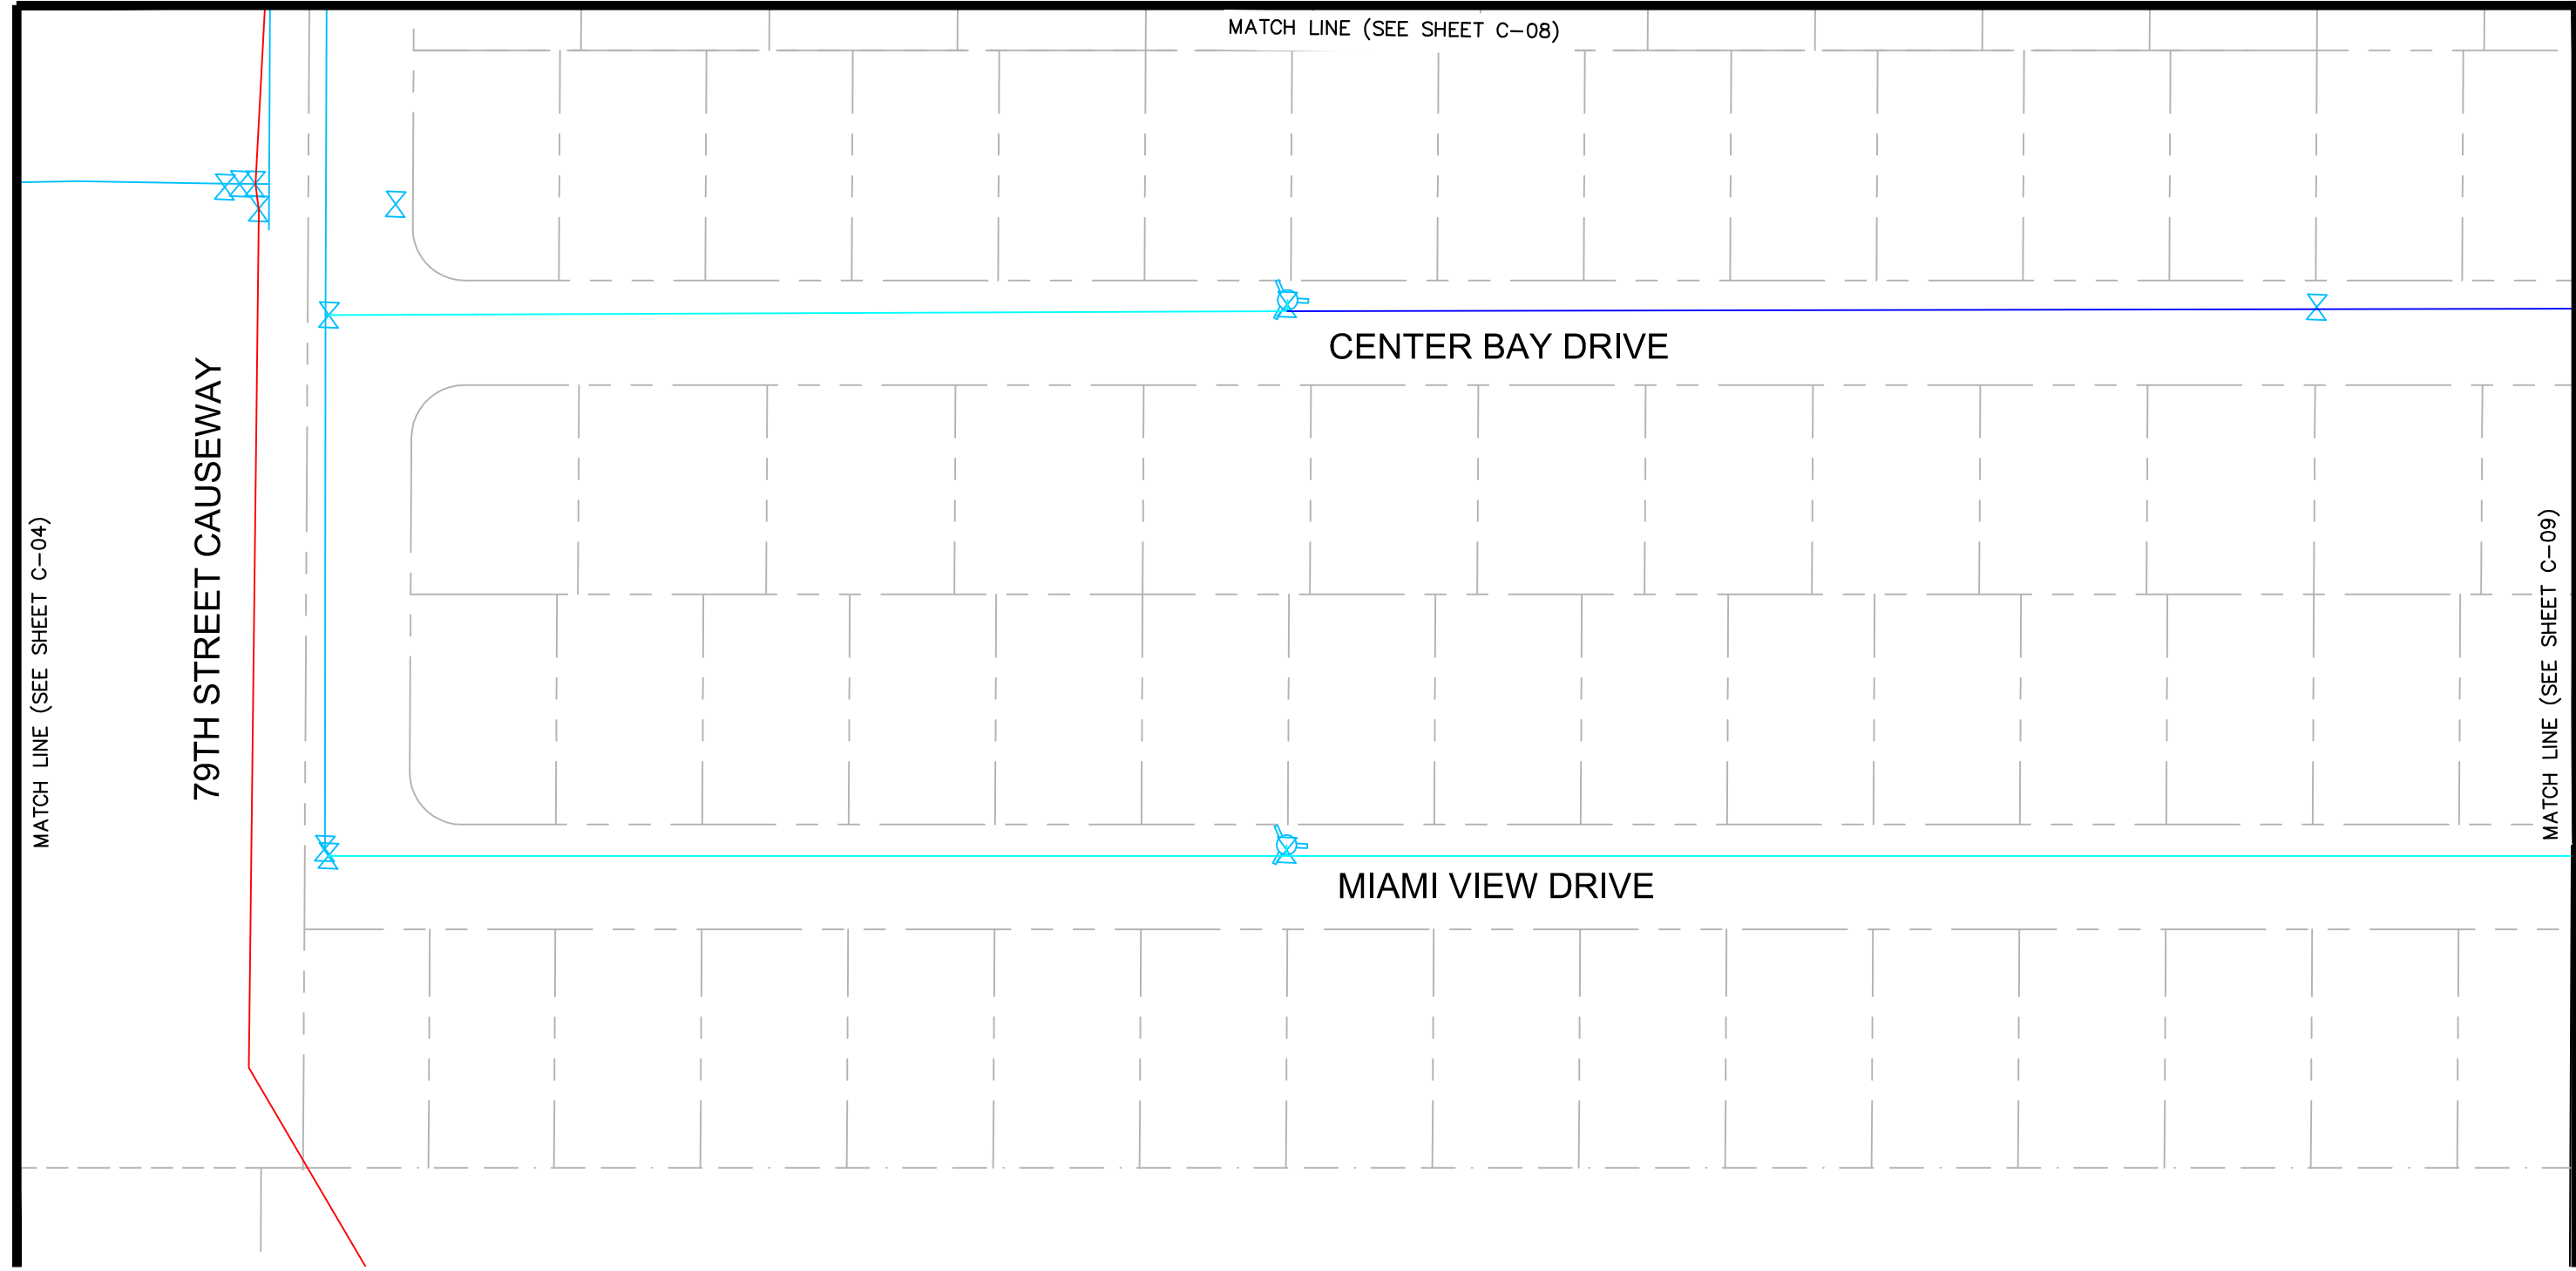 MATCH LINE (SEE SHEET C-08)
CENTER BAY DRIVE
79TH STREET CAUSEWAY
MATCH LINE (SEE SHEET C-04)
MATCH LINE (SEE SHEET C-09)
MIAMI VIEW DRIVE